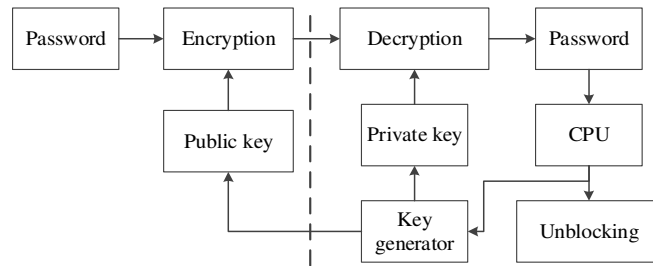 Password
Encryption
Decryption
Password
Public key
Private key
CPU
Key
generator
Unblocking